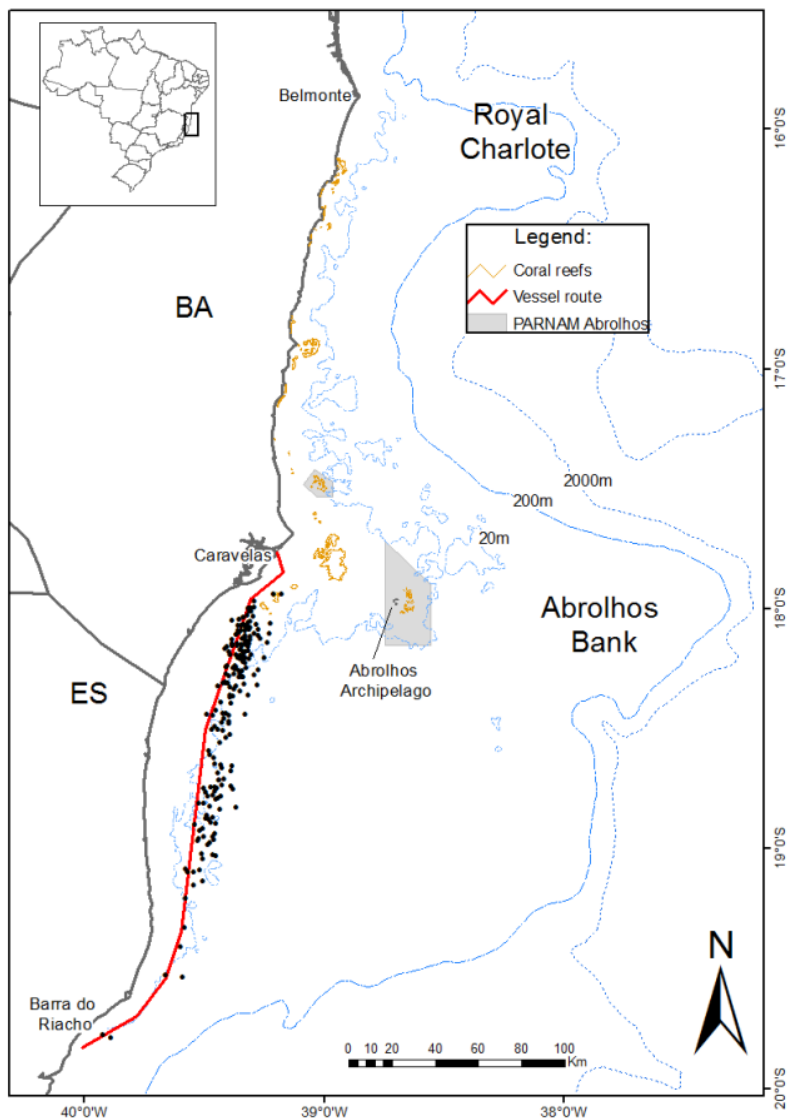 Belmonte
Royal
Charlote
16°0'S
Legend:
Coral reefs
Vessel route
PARNAM Abrolhos
BA
17°0'S
2000m
200m
20m
Caravelas
18°0'S
Abrolhos
Bank
Abrolhos
Archipelago
ES
19°0'S
N
Barra do
Riacho
0 10 20 40 60 80 100
Km
20°0'S
40°0'W 39°0'W 38°0'W